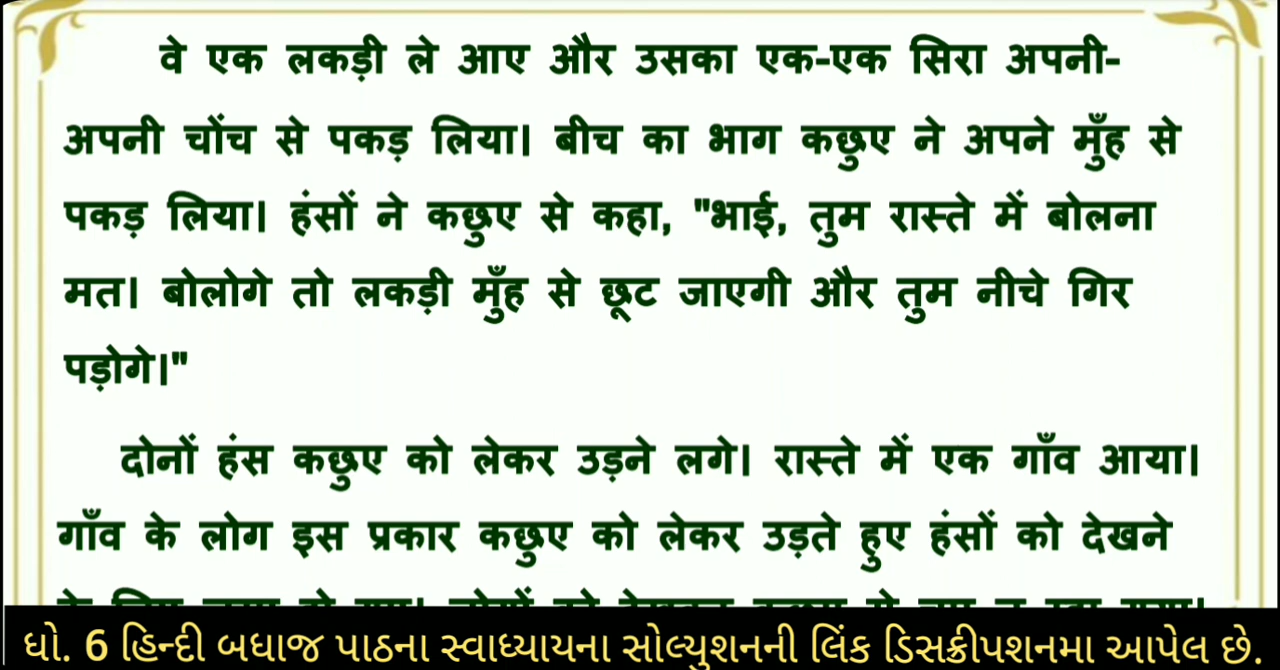 वे एक लकड़ी ले आए और उसका एक-एक सिरा अपनी-
अपनी चोंच से पकड़ लिया। बीच का भाग कछुए ने अपने मुँह से
पकड़ लिया। हंसों ने कछुए से कहा, "भाई, तुम रास्ते में बोलना
मत। बोलोगे तो लकड़ी मुँह से छूट जाएगी और तुम नीचे गिर
पड़ोगे।"
दोनों हंस कछुए को लेकर उड़ने लगे। रास्ते में एक गाँव आया।
गाँव के लोग इस प्रकार कछुए को लेकर उड़ते हुए हंसों को देखने
ધો. 6 હિન્દી બધાજ પાઠના સ્વાધ્યાયના સોલ્યુશનની લિંક ડિસક્રીપશનમા આપેલ છે.